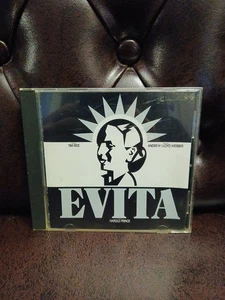 TIM RICE
ANDREW LLOYD WEBBER
EVITA
HAROLD PRINCE